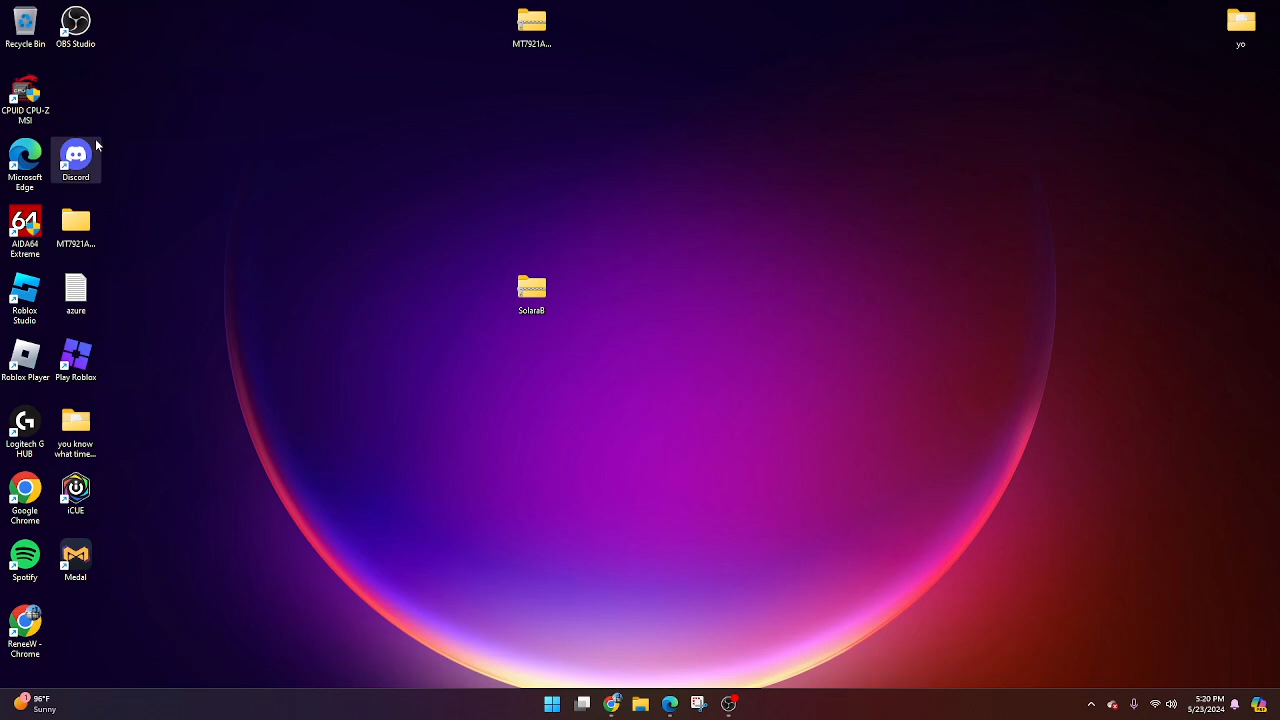 Recycle Bin
OBS Studio
MT7921A...
yo
CPUID CPU-Z
MSI
Microsoft
Edge
Discord
64
AIDA64
Extreme
MT7921A...
Roblox
Studio
azure
SolaraB
Roblox Player
Play Roblox
Logitech G
HUB
you know
what time...
Google
Chrome
iCUE
Spotify
Medal
ReneeW -
Chrome
1
96°F
Sunny
5:20 PM
5/23/2024